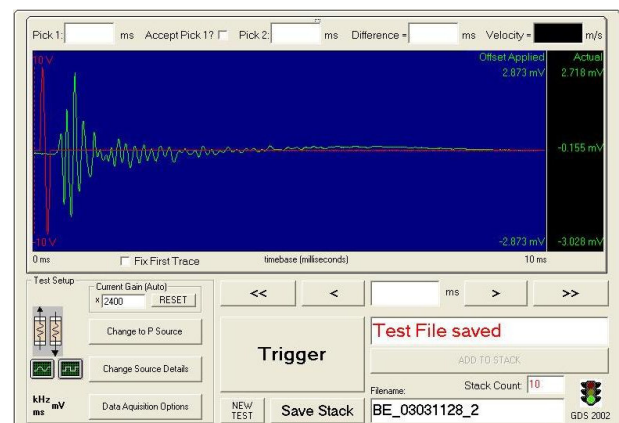 Pick 1: ms Accept Pick 1? Pick 2: ms Difference = ms Velocity = m/s
10 V Offset Applied Actual
2.873 mV 2.718 mV
-0.155 mV
-10 V -2.873 mV -3.028 mV
0 ms Fix First Trace timebase (milliseconds) 10 ms
Test Setup
Current Gain (Auto)
x 2400 RESET
<< < ms > >>
Change to P Source
Test File saved
Trigger
ADD TO STACK
Change Source Details
Stack Count: 10
Filename:
kHz
ms mV
Data Aquisition Options
NEW TEST
Save Stack
BE_03031128_2
GDS 2002